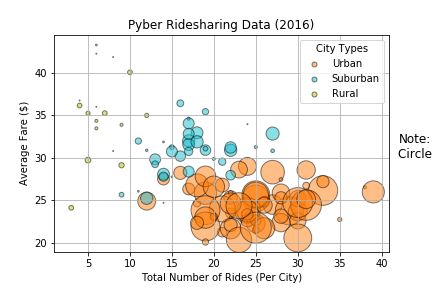 Pyber Ridesharing Data (2016)
City Types
Urban
Suburban
Rural
Average Fare ($)
40
35
30
25
20
5
10
15
20
25
30
35
40
Total Number of Rides (Per City)
Note:
Circle